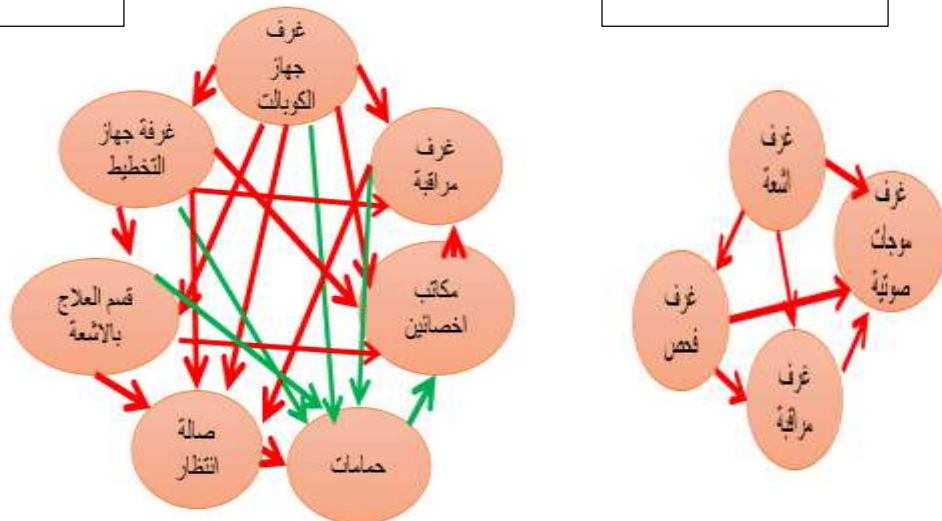 غرف
جهاز
الكوبالت
غرف
مراقبة
مكاتب
اخصائين
حمامات
صالة
انتظار
قسم العلاج
بالاشعة
غرفة جهاز
التخطيط
غرف
اشعة
غرف
موجات
صوتية
غرف
مراقبة
غرف
فحص